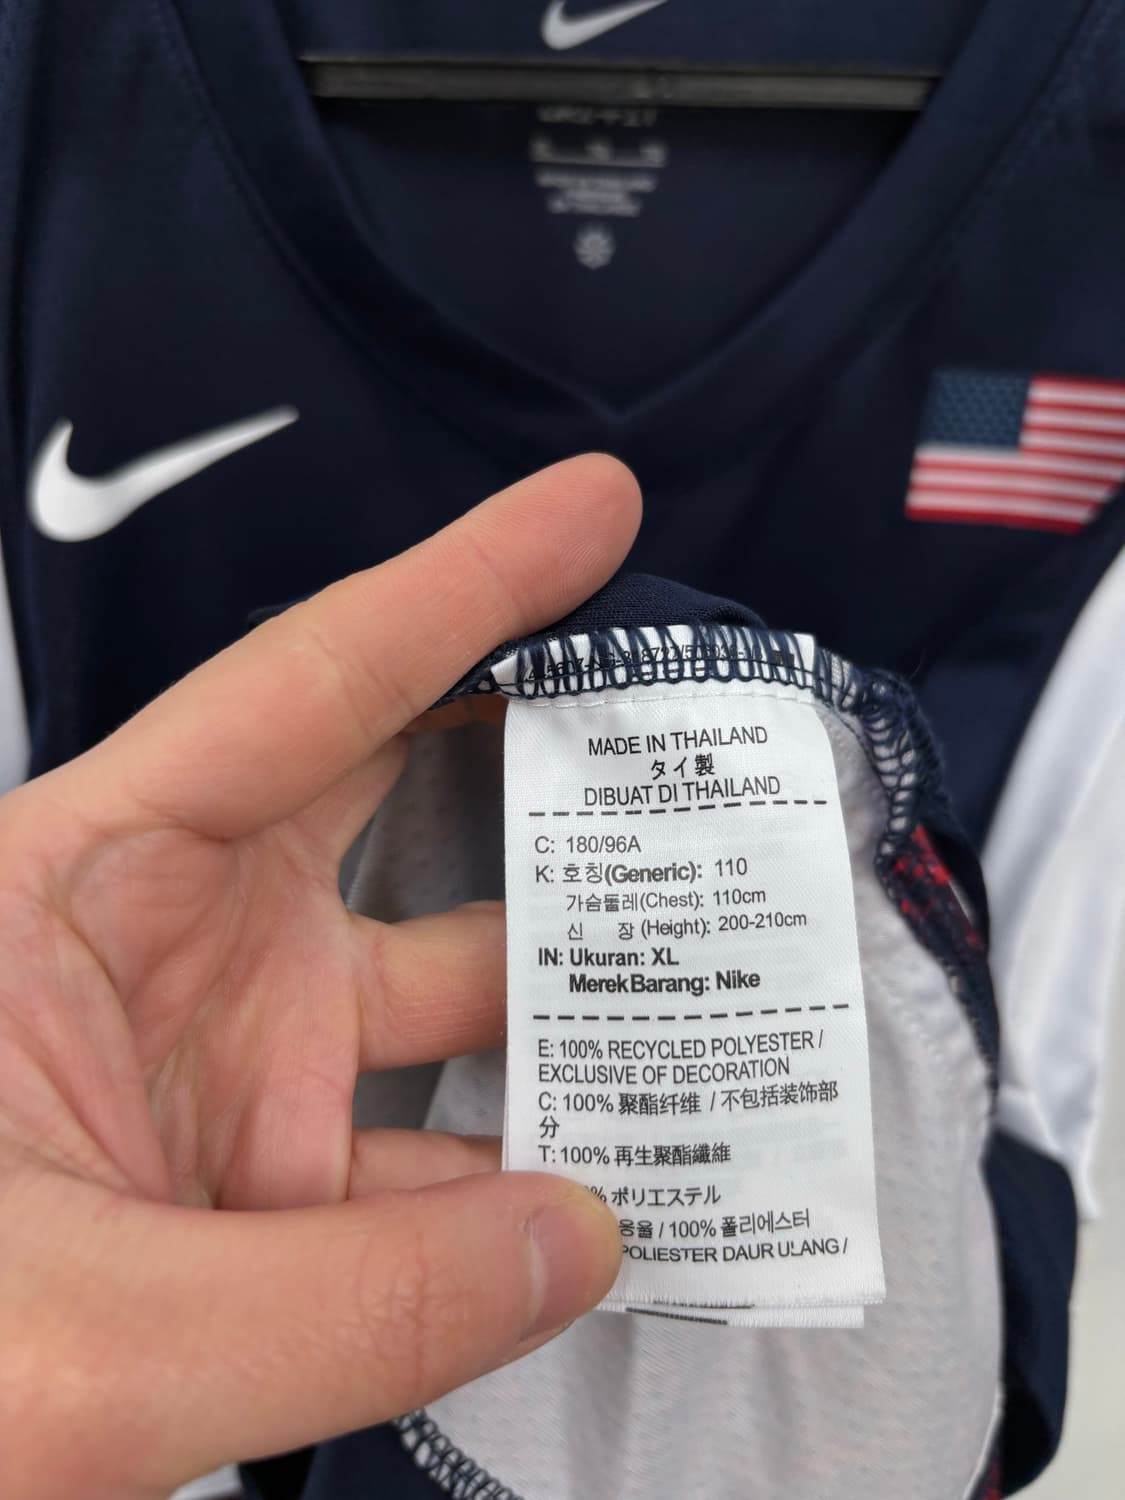 MADE IN THAILAND
タイ製
DIBUAT DI THAILAND
C: 180/96A
K: 호칭(Generic): 110
가슴둘레(Chest): 110cm
신 장 (Height): 200-210cm
IN: Ukuran: XL
Merek Barang: Nike
E: 100% RECYCLED POLYESTER /
EXCLUSIVE OF DECORATION
C: 100% 聚酯纤维 / 不包括装饰部
分
T: 100% 再生聚酯纖維
% ポリエステル
/ 100% 폴리에스터
POLIESTER DAUR ULANG /